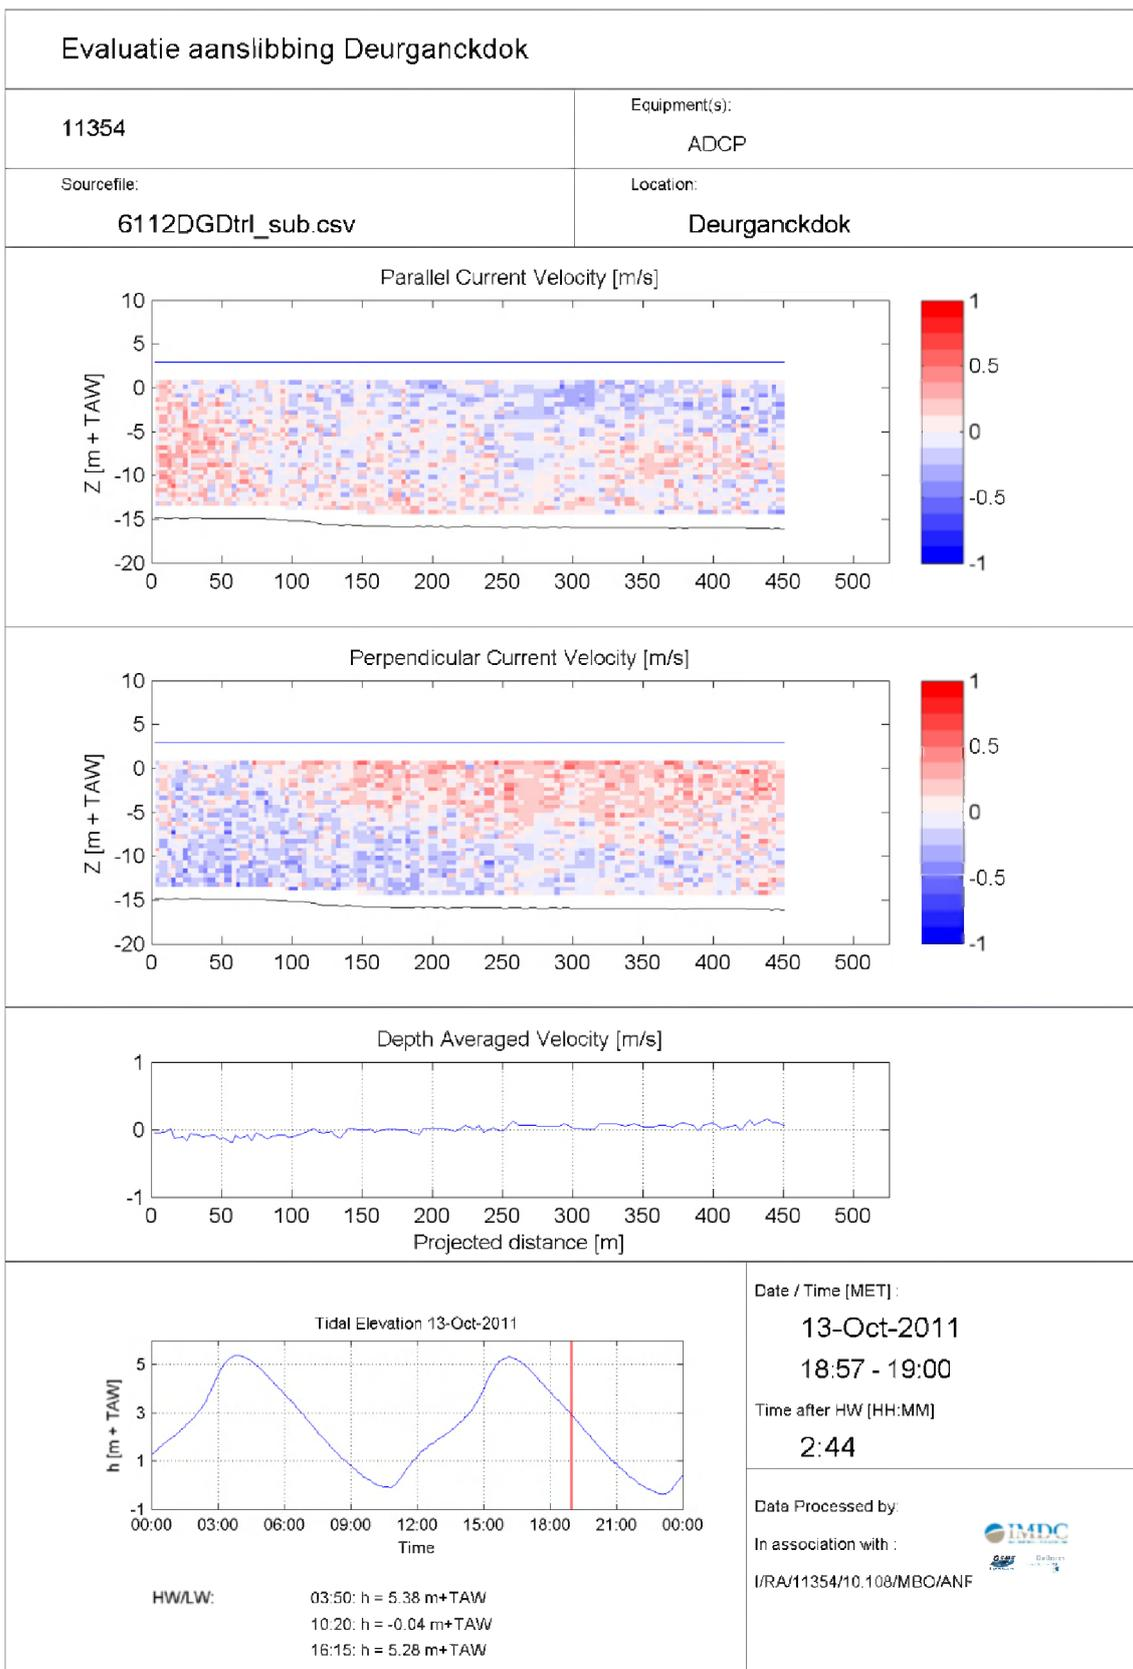 Evaluatie aanslibbing Deurganckdok
11354
Equipment(s):
ADCP
Sourcefile:
6112DGDtrl_sub.csv
Location:
Deurganckdok
Parallel Current Velocity [m/s]
10
5
0
-5
-10
-15
-20
Z [m + TAW]
0 50 100 150 200 250 300 350 400 450 500
1
0.5
0
-0.5
-1
Perpendicular Current Velocity [m/s]
10
5
0
-5
-10
-15
-20
Z [m + TAW]
0 50 100 150 200 250 300 350 400 450 500
1
0.5
0
-0.5
-1
Depth Averaged Velocity [m/s]
1
0
-1
0 50 100 150 200 250 300 350 400 450 500
Projected distance [m]
Tidal Elevation 13-Oct-2011
5
3
1
-1
h [m + TAW]
00:00 03:00 06:00 09:00 12:00 15:00 18:00 21:00 00:00
Time
HW/LW:
03:50: h = 5.38 m+TAW
10:20: h = -0.04 m+TAW
16:15: h = 5.28 m+TAW
Date / Time [MET] :
13-Oct-2011
18:57 - 19:00
Time after HW [HH:MM]
2:44
Data Processed by:
IMDC
In association with :
I/RA/11354/10.108/MBO/ANF